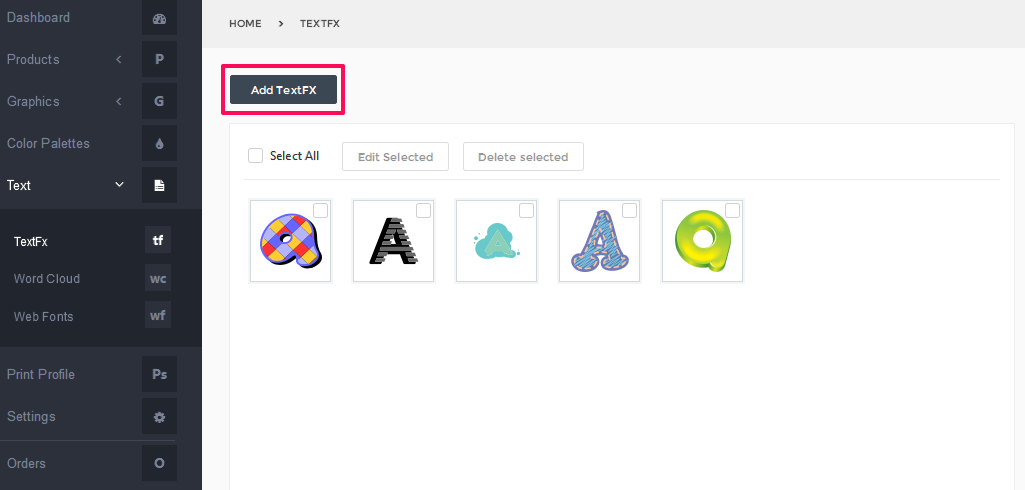 Dashboard
Products
P
Graphics
G
Color Palettes
Text
TextFx
tf
Word Cloud
wc
Web Fonts
wf
Print Profile
Ps
Settings
Orders
O
HOME > TEXTFX
Add TextFX
Select All
Edit Selected
Delete selected
a
A
A
A
a